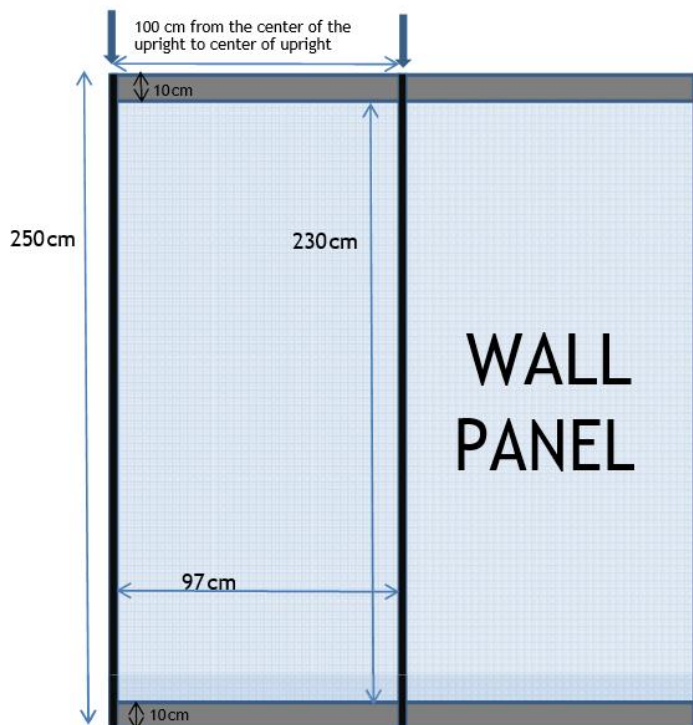 100 cm from the center of the
upright to center of upright
10cm
250cm
230cm
WALL
PANEL
97cm
10cm